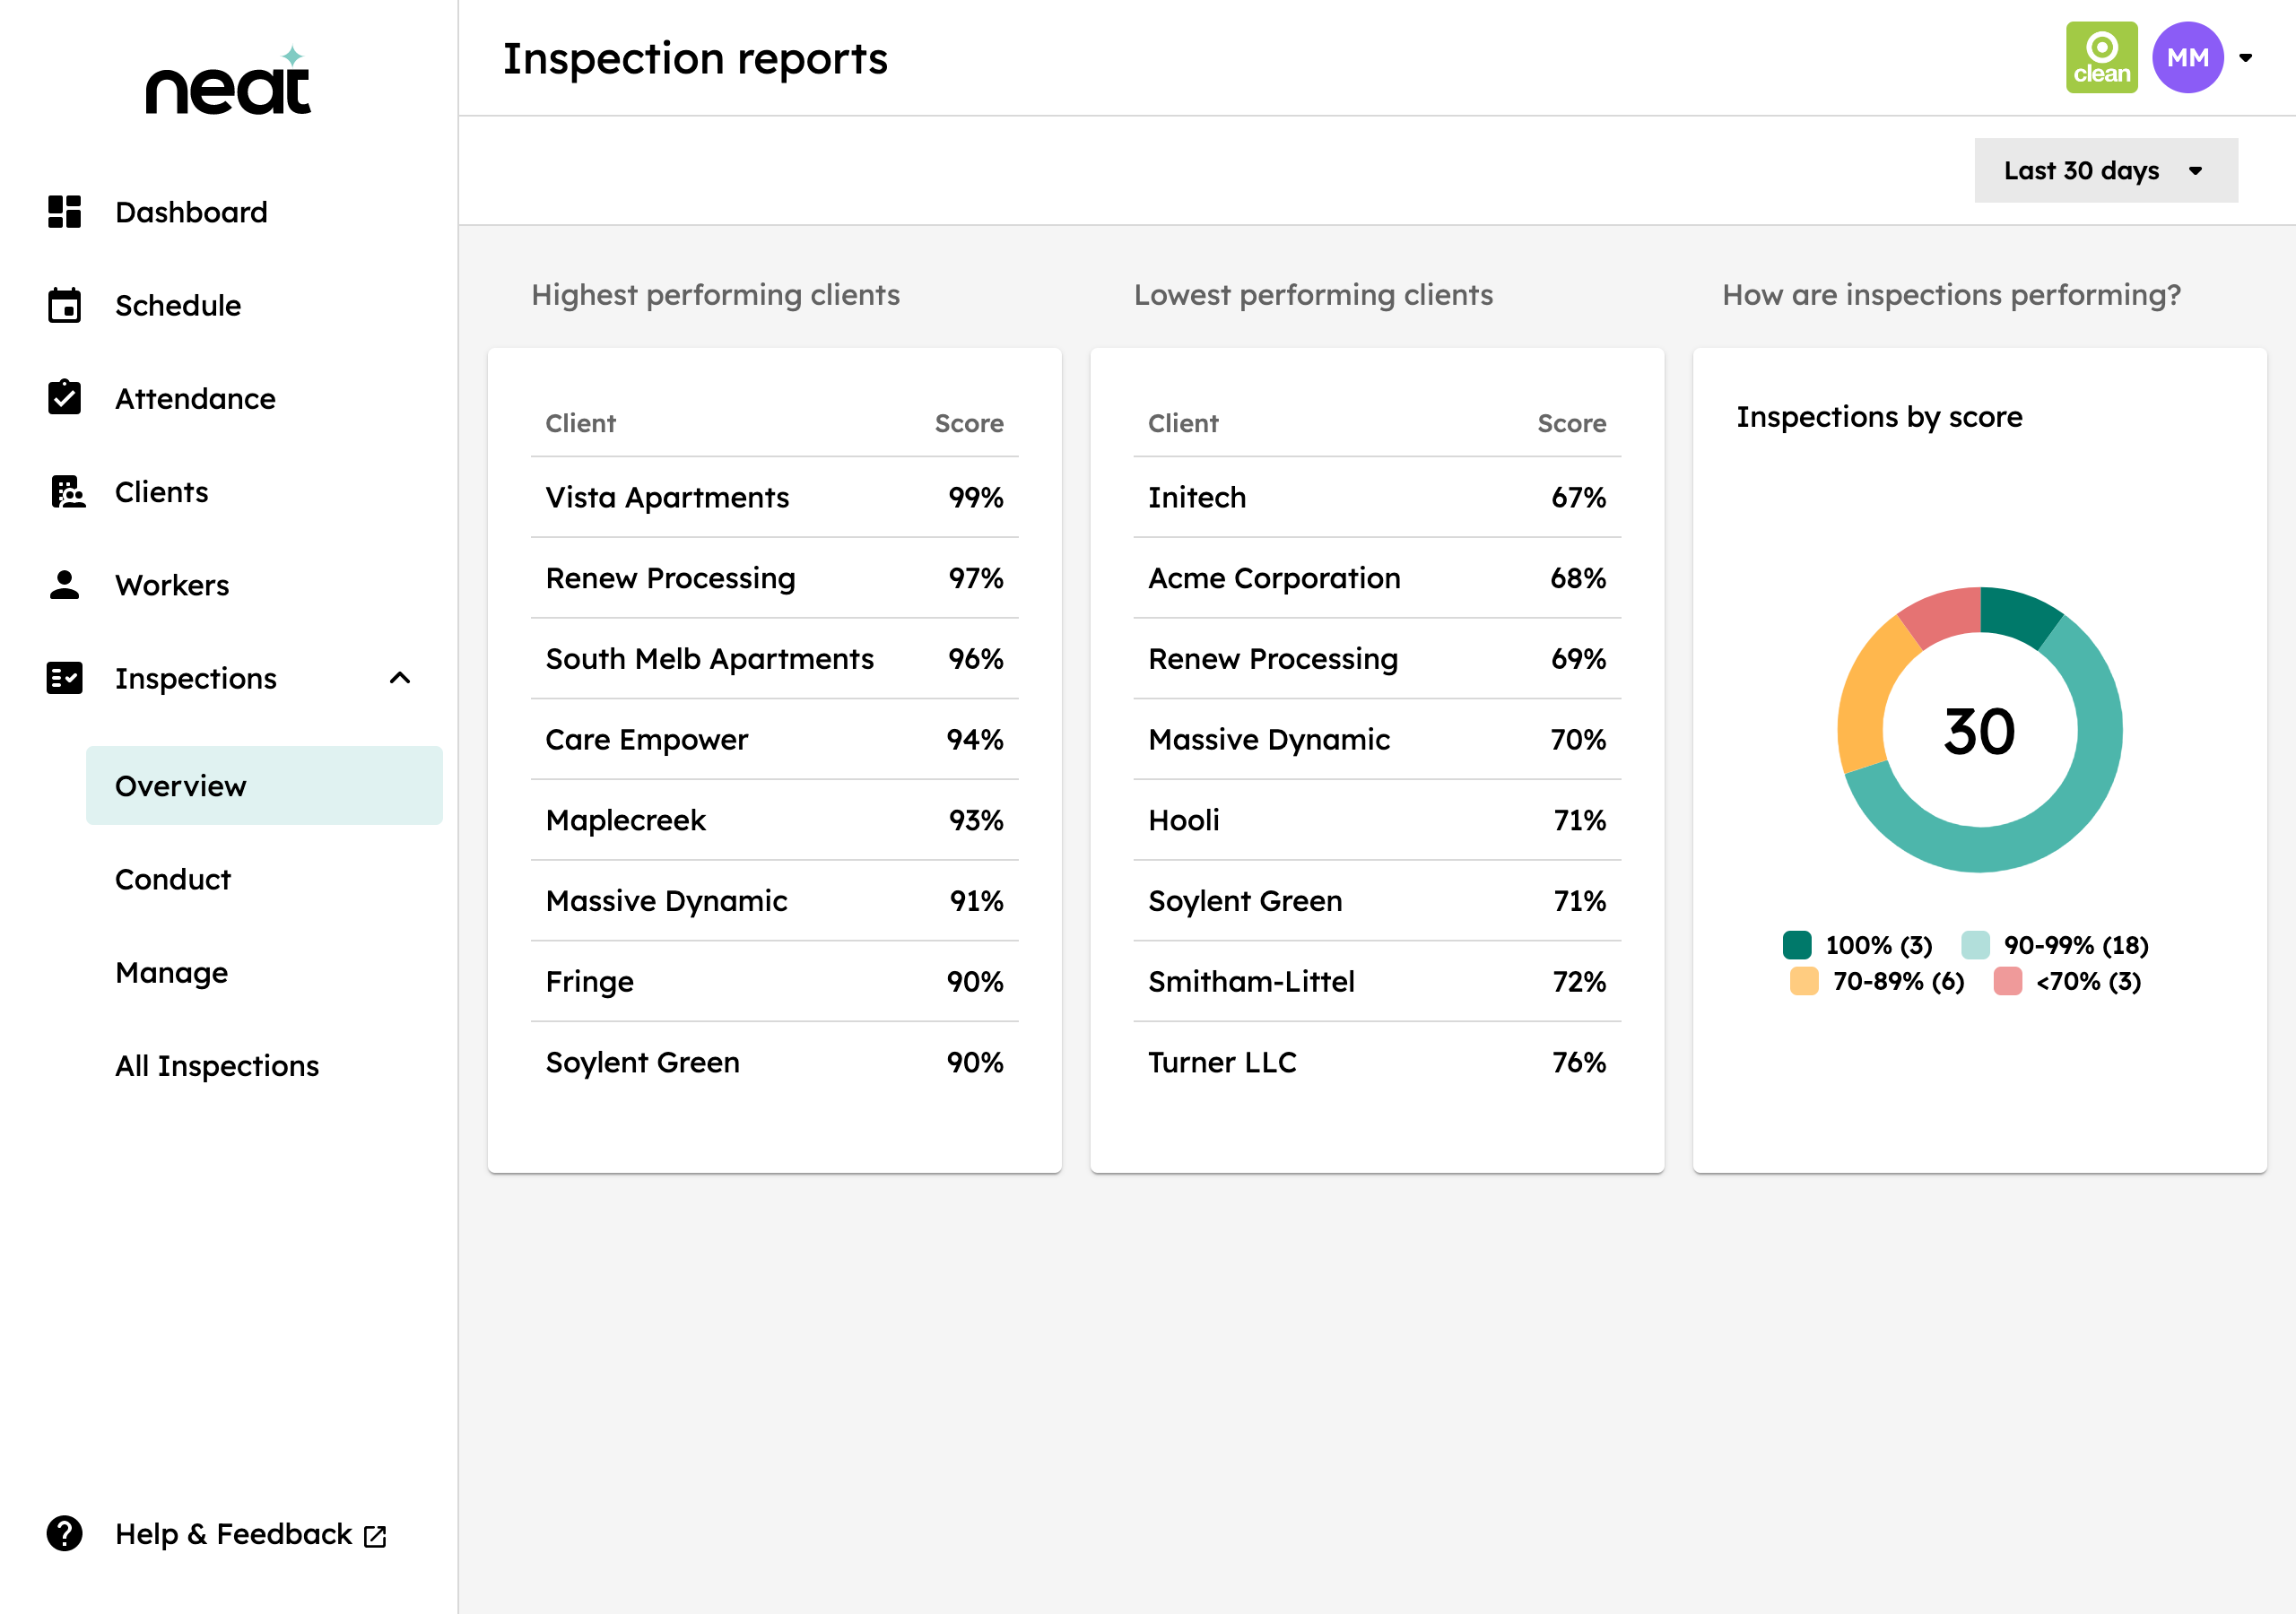 neat
Dashboard
Schedule
Attendance
Clients
Workers
Inspections
Overview
Conduct
Manage
All Inspections
Help & Feedback
Inspection reports
clean
MM
Last 30 days
Highest performing clients
Client Score
Vista Apartments 99%
Renew Processing 97%
South Melb Apartments 96%
Care Empower 94%
Maplecreek 93%
Massive Dynamic 91%
Fringe 90%
Soylent Green 90%
Lowest performing clients
Client Score
Initech 67%
Acme Corporation 68%
Renew Processing 69%
Massive Dynamic 70%
Hooli 71%
Soylent Green 71%
Smitham-Littel 72%
Turner LLC 76%
How are inspections performing?
Inspections by score
30
100% (3) 90-99% (18)
70-89% (6) <70% (3)